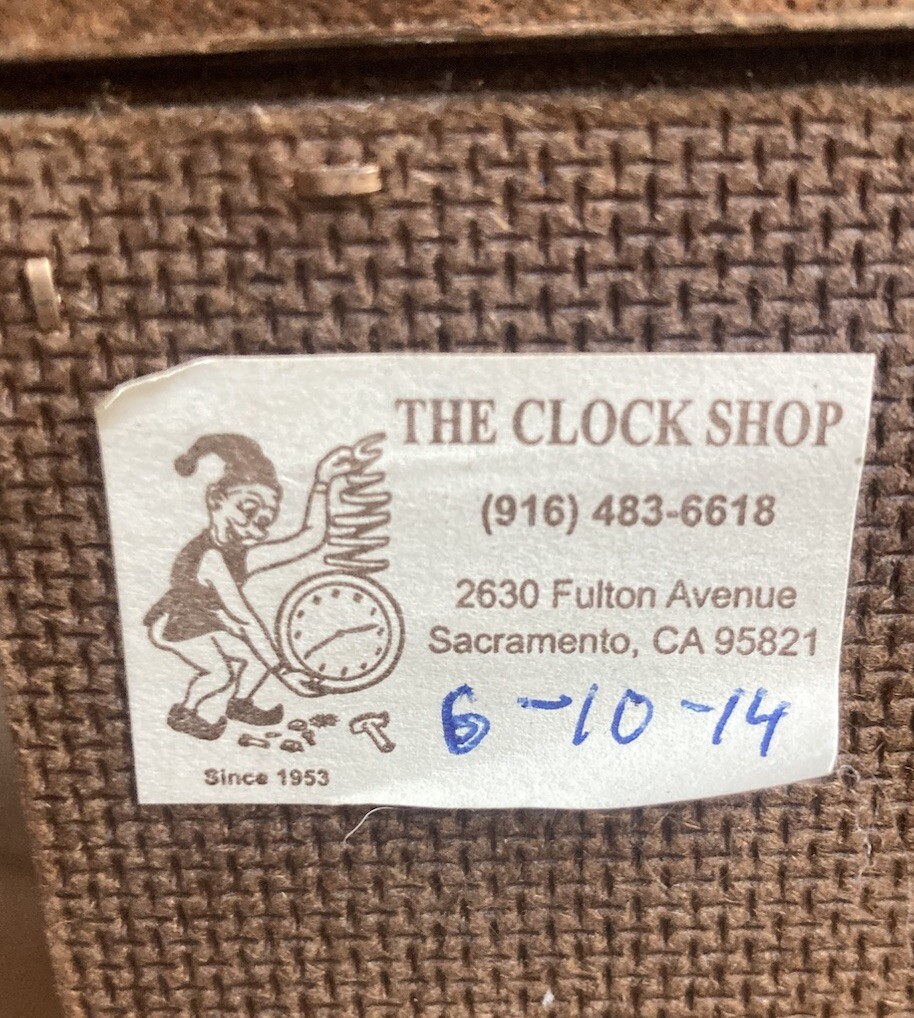 THE CLOCK SHOP
(916) 483-6618
2630 Fulton Avenue
Sacramento, CA 95821
6-10-14
Since 1953